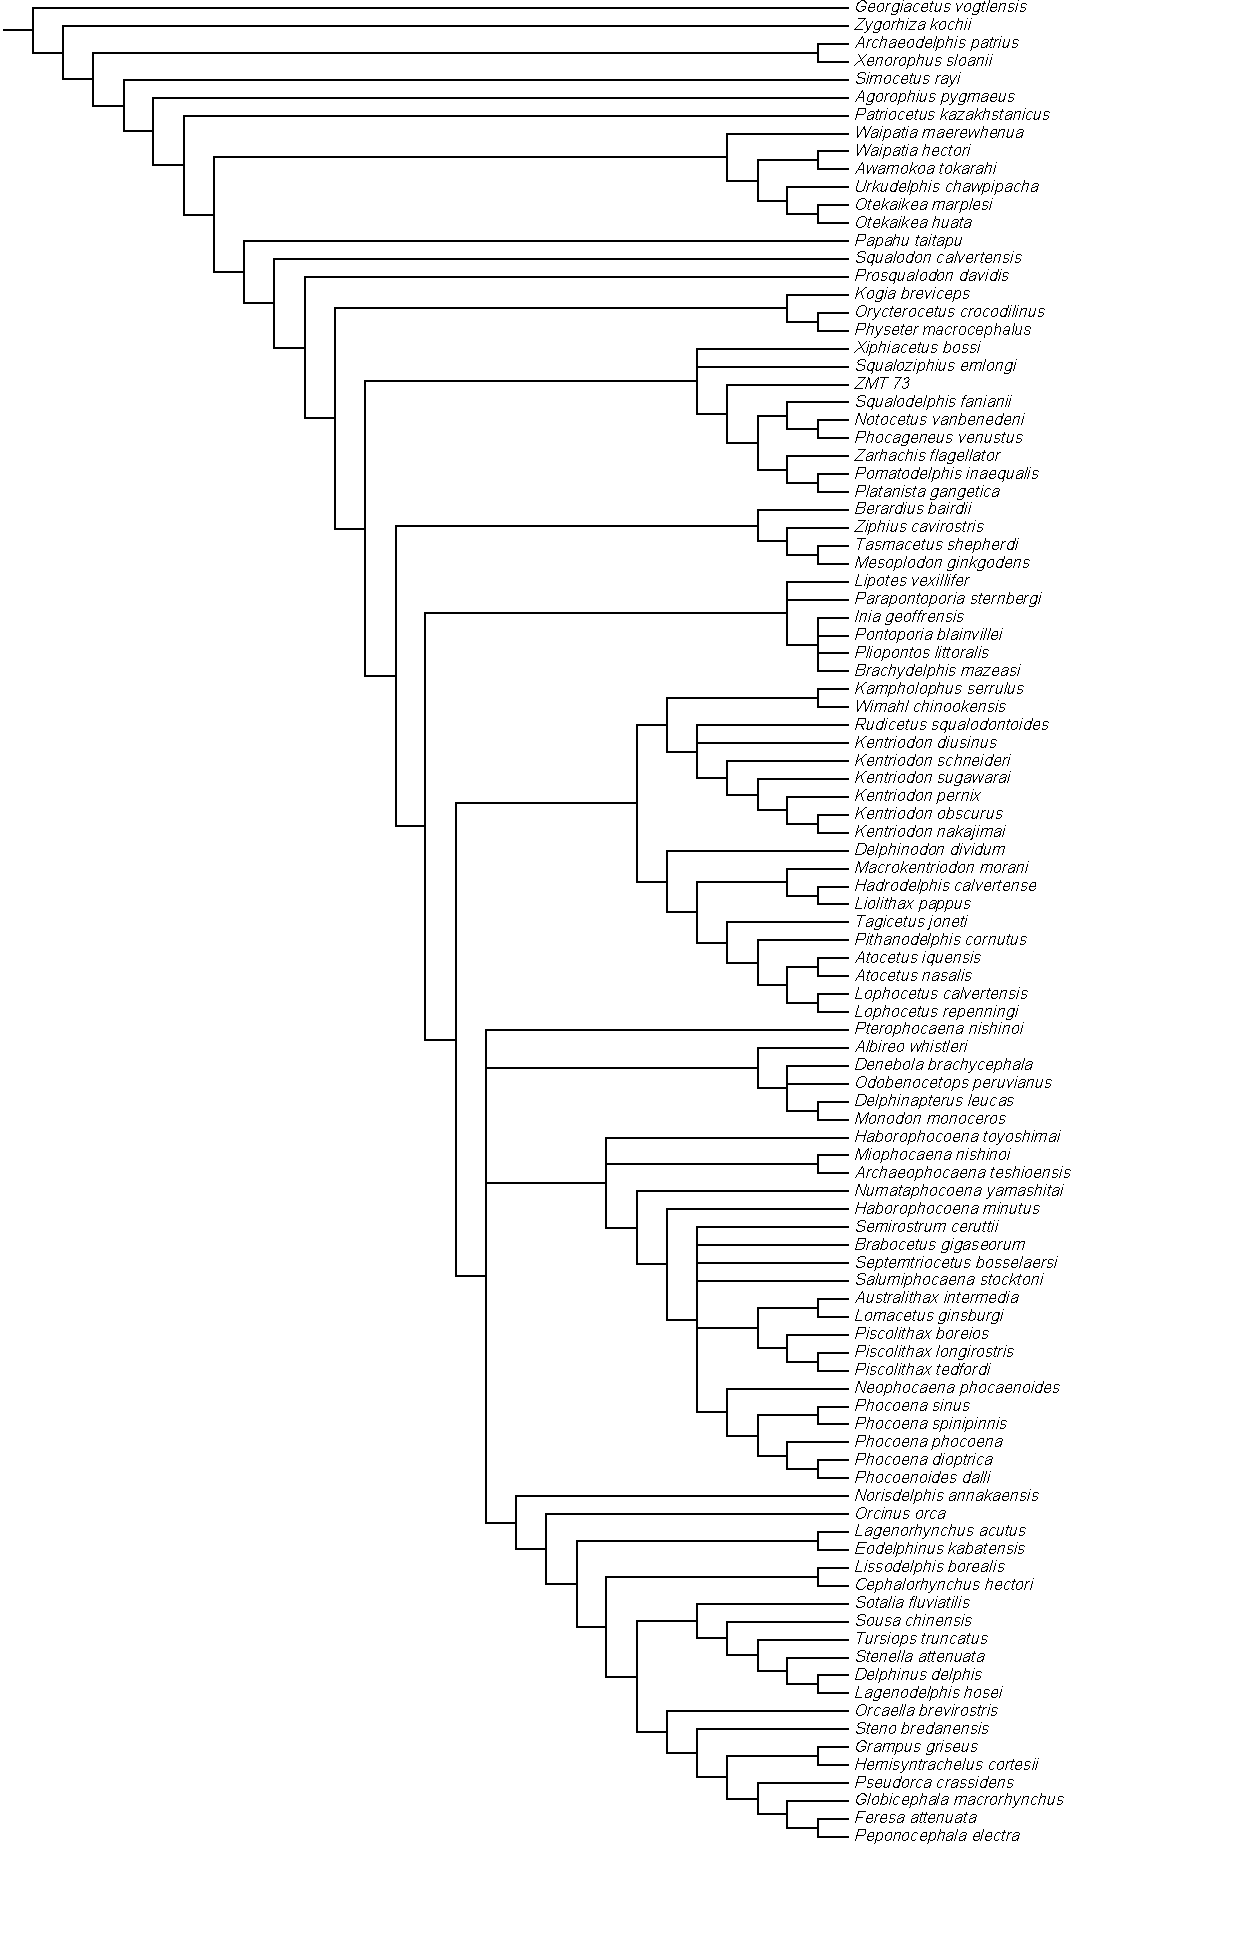 Georgiacetus vogtlensis
Zygorhiza kochii
Archaeodelphis patrius
Xenorophus sloanii
Simocetus rayi
Agorophius pygmaeus
Patriocetus kazakhstanicus
Waipatia maerewhenua
Waipatia hectori
Awamokoa tokarahi
Urkudelphis chawpipacha
Otekaikea marplesi
Otekaikea huata
Papahu taitapu
Squalodon calvertensis
Prosqualodon davidis
Kogia breviceps
Orycterocetus crocodilinus
Physeter macrocephalus
Xiphiacetus bossi
Squaloziphius emlongi
ZMT 73
Squalodelphis fanianii
Notocetus vanbenedeni
Phocageneus venustus
Zarhachis flagellator
Pomatodelphis inaequalis
Platanista gangetica
Berardius bairdii
Ziphius cavirostris
Tasmacetus shepherdi
Mesoplodon ginkgodens
Lipotes vexillifer
Parapontoporia sternbergi
Inia geoffrensis
Pontoporia blainvillei
Pliopontos littoralis
Brachydelphis mazeasi
Kampholophus serrulus
Wimahl chinookensis
Rudicetus squalodontoides
Kentriodon diusinus
Kentriodon schneideri
Kentriodon sugawarai
Kentriodon pernix
Kentriodon obscurus
Kentriodon nakajimai
Delphinodon dividum
Macrokentriodon morani
Hadrodelphis calvertense
Liolithax pappus
Tagicetus joneti
Pithanodelphis cornutus
Atocetus iquensis
Atocetus nasalis
Lophocetus calvertensis
Lophocetus repenningi
Pterophocaena nishinoi
Albireo whistleri
Denebola brachycephala
Odobenocetops peruvianus
Delphinapterus leucas
Monodon monoceros
Haborophocoena toyoshimai
Miophocaena nishinoi
Archaeophocaena teshioensis
Numataphocoena yamashitai
Haborophocoena minutus
Semirostrum ceruttii
Brabocetus gigaseorum
Septemtriocetus bosselaersi
Salumiphocaena stocktoni
Australithax intermedia
Lomacetus ginsburgi
Piscolithax boreios
Piscolithax longirostris
Piscolithax tedfordi
Neophocaena phocaenoides
Phocoena sinus
Phocoena spinipinnis
Phocoena phocoena
Phocoena dioptrica
Phocoenoides dalli
Norisdelphis annakaensis
Orcinus orca
Lagenorhynchus acutus
Eodelphinus kabatensis
Lissodelphis borealis
Cephalorhynchus hectori
Sotalia fluviatilis
Sousa chinensis
Tursiops truncatus
Stenella attenuata
Delphinus delphis
Lagenodelphis hosei
Orcaella brevirostris
Steno bredanensis
Grampus griseus
Hemisyntrachelus cortesii
Pseudorca crassidens
Globicephala macrorhynchus
Feresa attenuata
Peponocephala electra